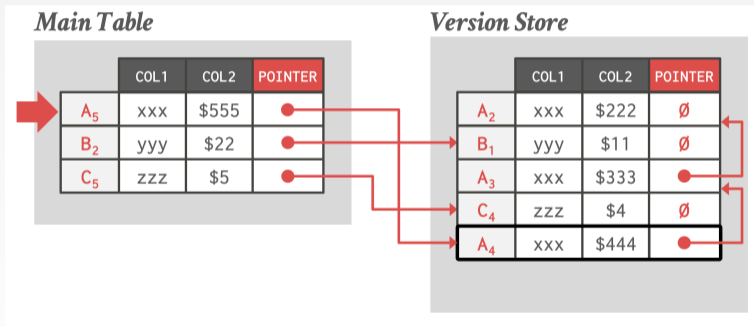 Main Table
COL1 COL2 POINTER
A₅ xxx $555
B₂ yyy $22
C₅ zzz $5
Version Store
COL1 COL2 POINTER
A₂ xxx $222 Ø
B₁ yyy $11 Ø
A₃ xxx $333
C₄ zzz $4 Ø
A₄ xxx $444